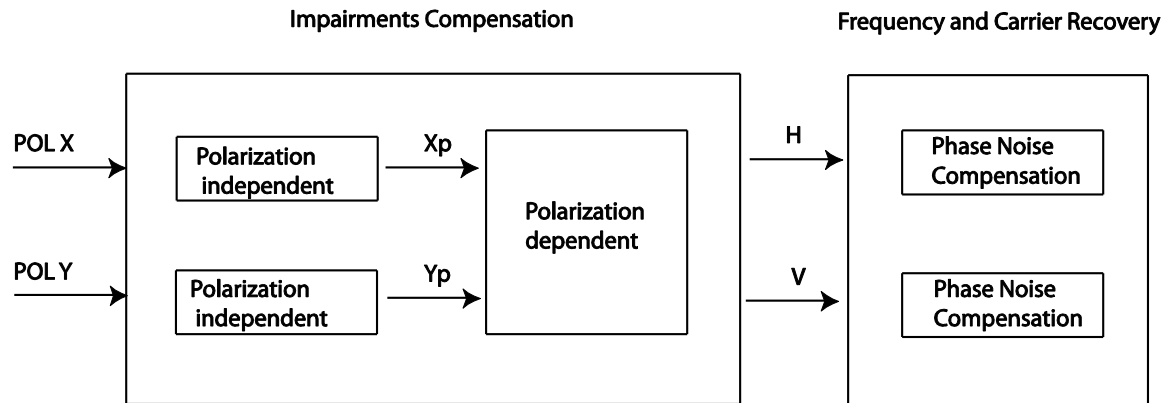 Impairments Compensation
Frequency and Carrier Recovery
POL X
Polarization
independent
Xp
Polarization
dependent
H
Phase Noise
Compensation
POL Y
Polarization
independent
Yp
V
Phase Noise
Compensation